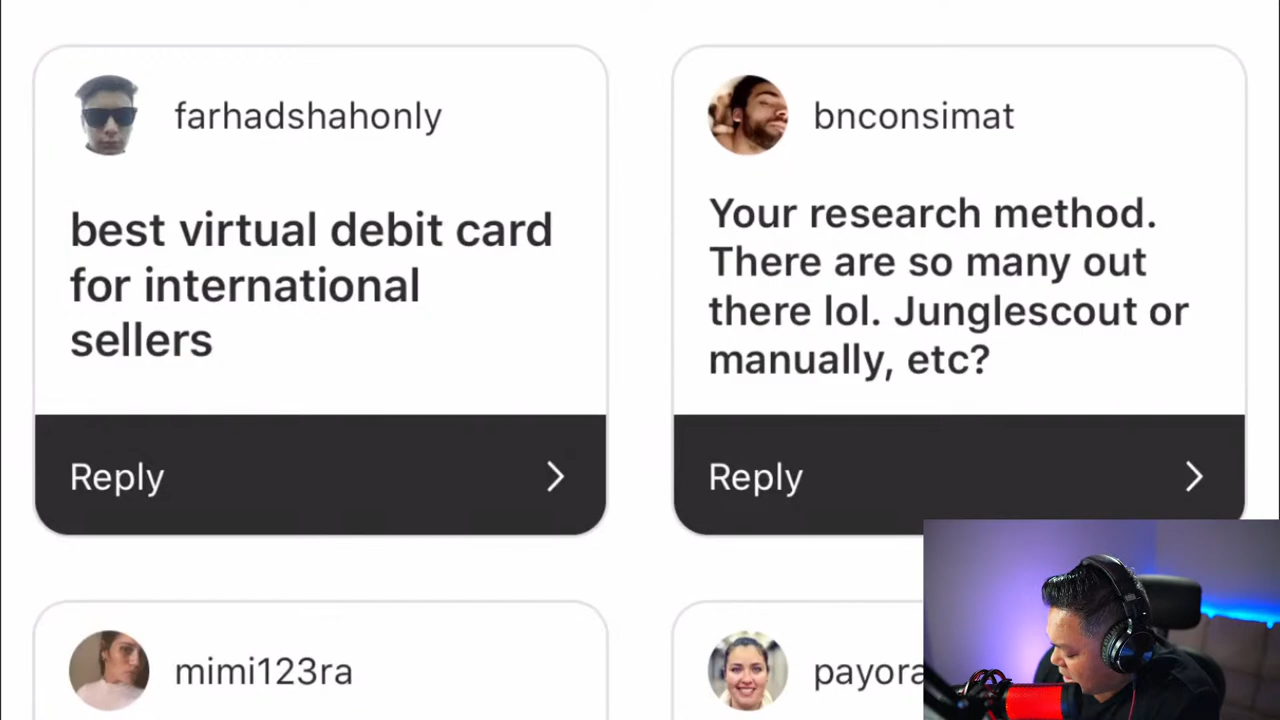 farhadshahonly
best virtual debit card
for international
sellers
Reply
bnconsimat
Your research method.
There are so many out
there lol. Junglescout or
manually, etc?
Reply
mimi123ra